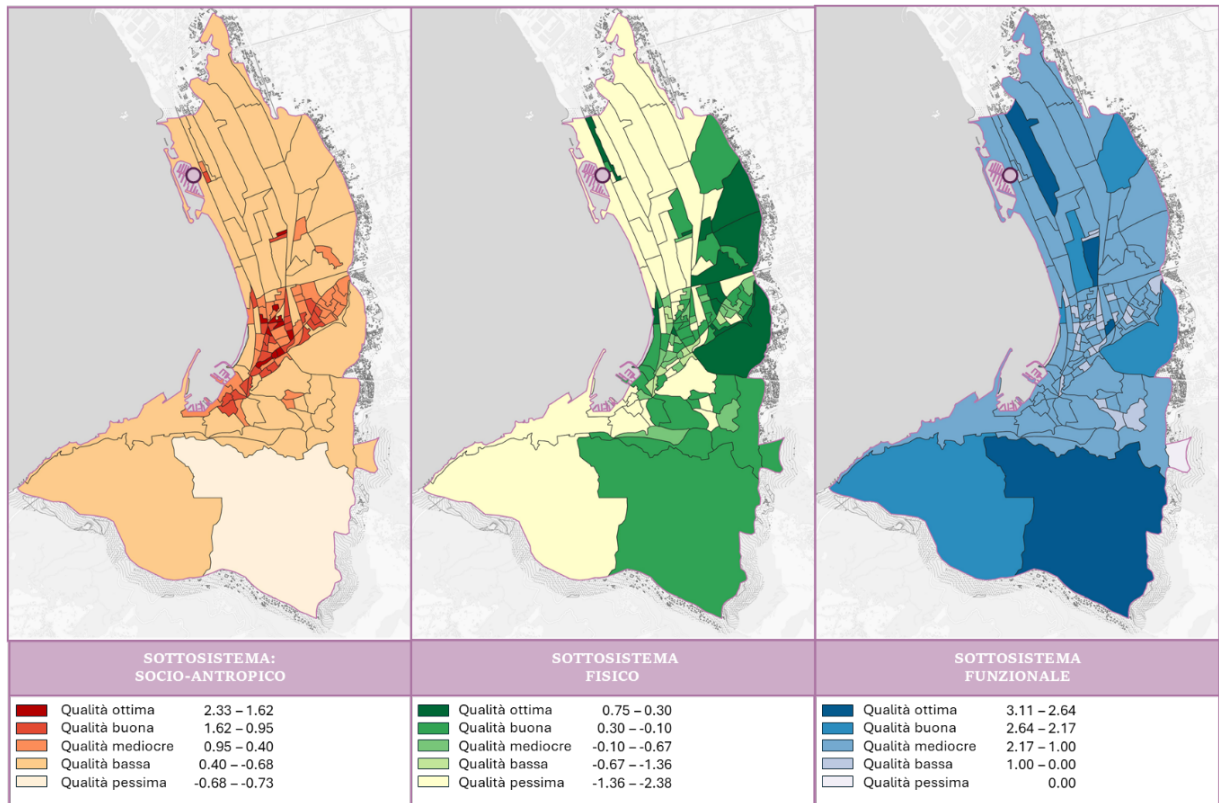 SOTTOSISTEMA:
SOCIO-ANTROPICO
Qualità ottima 2.33 – 1.62
Qualità buona 1.62 – 0.95
Qualità mediocre 0.95 – 0.40
Qualità bassa 0.40 – -0.68
Qualità pessima -0.68 – -0.73
SOTTOSISTEMA
FISICO
Qualità ottima 0.75 – 0.30
Qualità buona 0.30 – -0.10
Qualità mediocre -0.10 – -0.67
Qualità bassa -0.67 – -1.36
Qualità pessima -1.36 – -2.38
SOTTOSISTEMA
FUNZIONALE
Qualità ottima 3.11 – 2.64
Qualità buona 2.64 – 2.17
Qualità mediocre 2.17 – 1.00
Qualità bassa 1.00 – 0.00
Qualità pessima 0.00